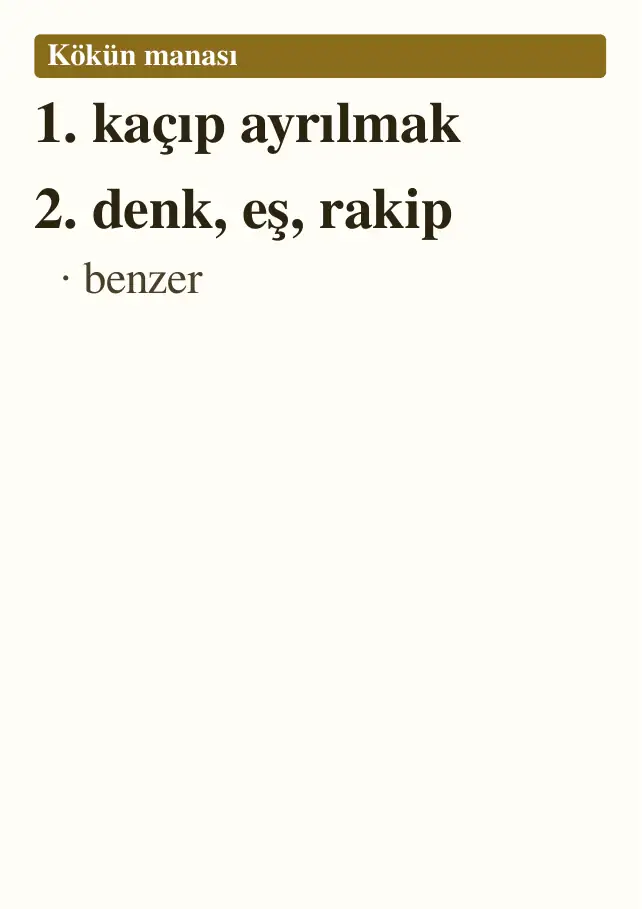 Kökün manası
1. kaçıp ayrılmak
2. denk, eş, rakip
· benzer